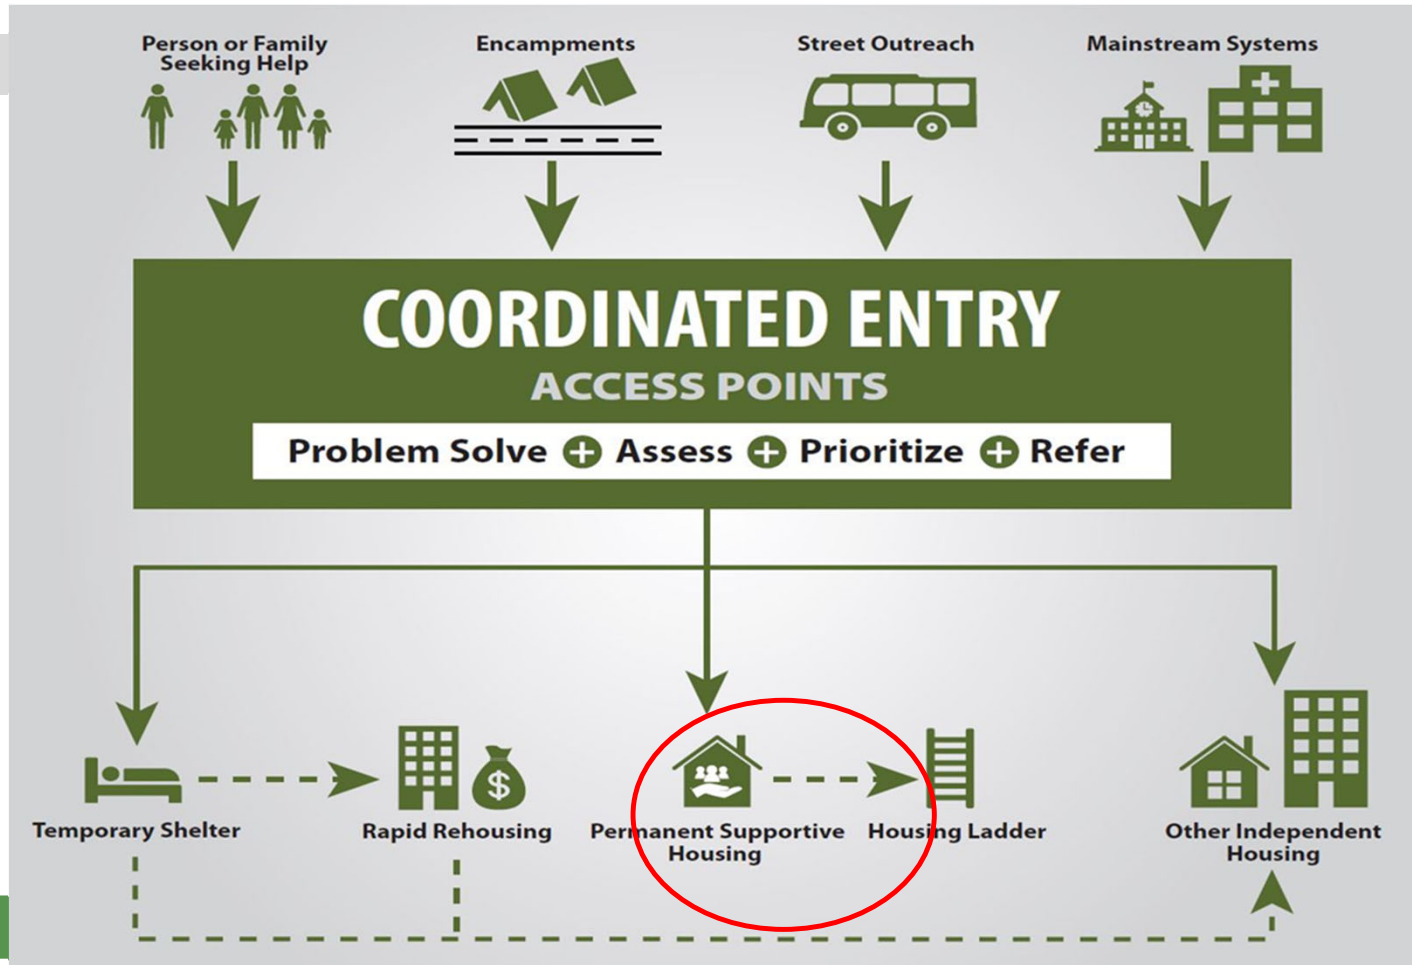 Person or Family
Seeking Help
Encampments
Street Outreach
Mainstream Systems
COORDINATED ENTRY
ACCESS POINTS
Problem Solve + Assess + Prioritize + Refer
$
Temporary Shelter
Rapid Rehousing
Permanent Supportive
Housing
Housing Ladder
Other Independent
Housing